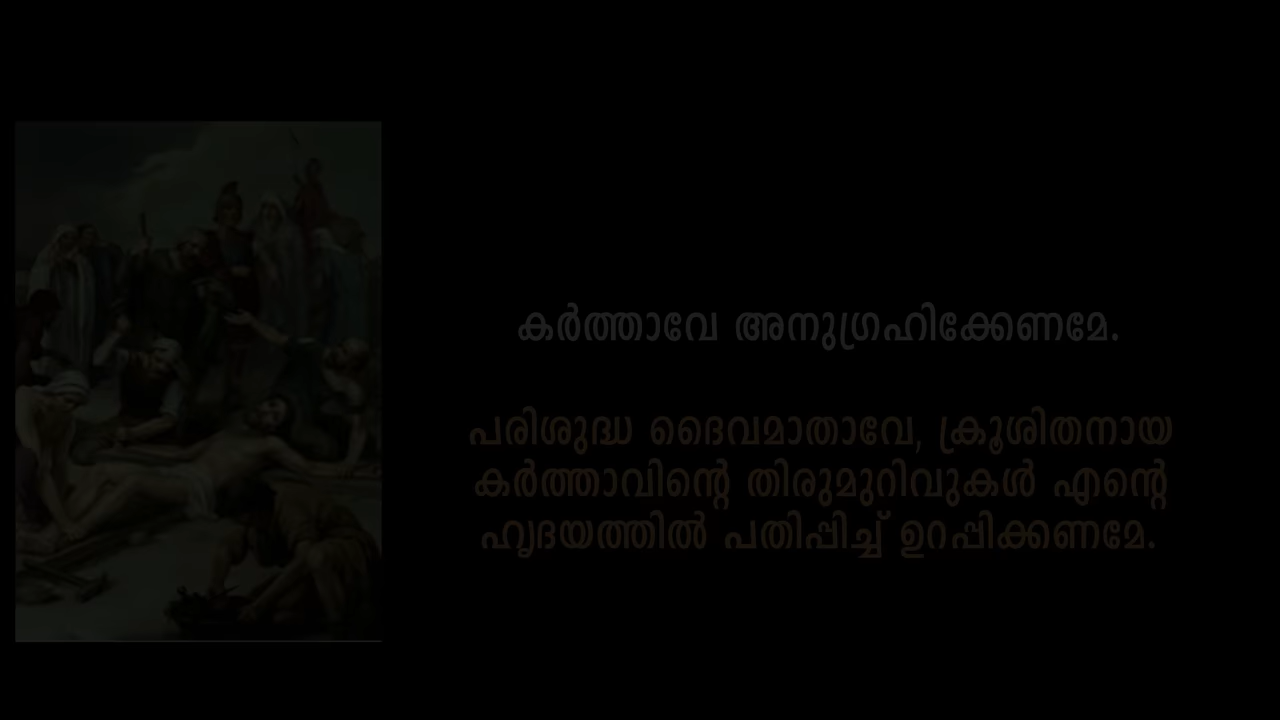 കർത്താവേ അനുഗ്രഹിക്കേണമേ.
പരിശുദ്ധ ദൈവമാതാവേ, ക്രൂശിതനായ
കർത്താവിന്റെ തിരുമുറിവുകൾ എന്റെ
ഹൃദയത്തിൽ പതിപ്പിച്ച് ഉറപ്പിക്കണമേ.